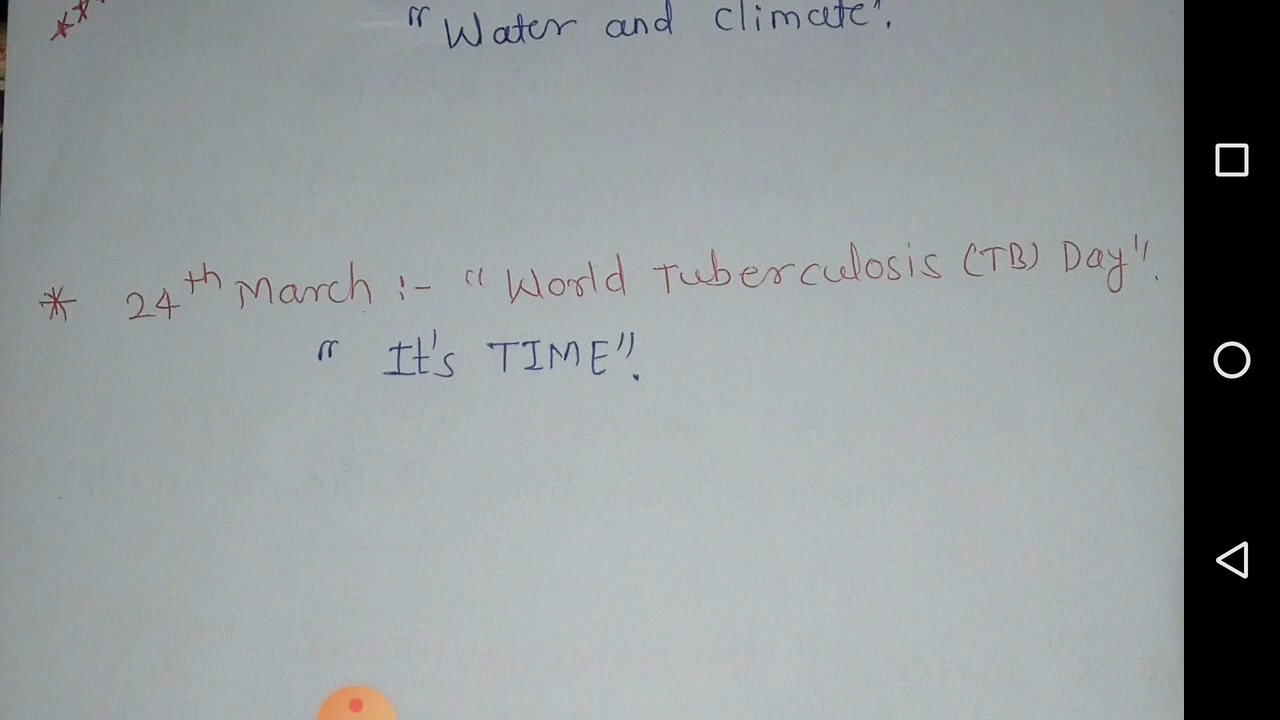 "Water and climate".
* 24th March :- "World Tuberculosis (TB) Day".
" It's TIME".